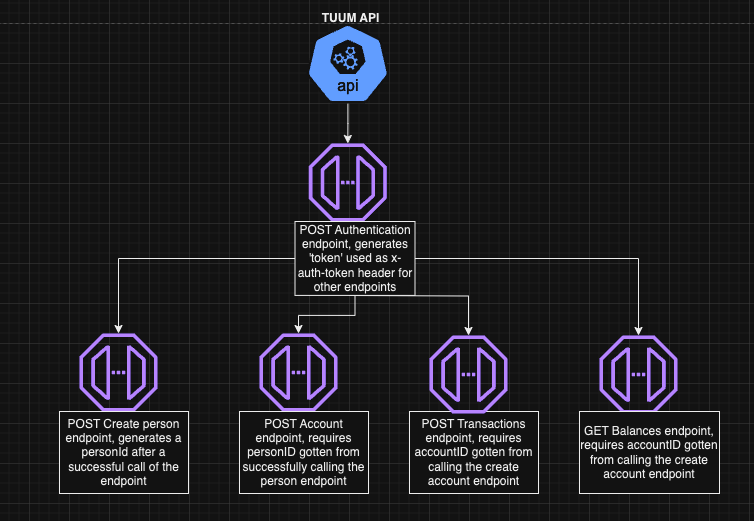 TUUM API
api
POST Authentication
endpoint, generates
'token' used as x-
auth-token header for
other endpoints
POST Create person
endpoint, generates a
personId after a
successful call of the
endpoint
POST Account
endpoint, requires
personID gotten from
successfully calling the
person endpoint
POST Transactions
endpoint, requires
accountID gotten from
calling the create
account endpoint
GET Balances endpoint,
requires accountID gotten
from calling the create
account endpoint